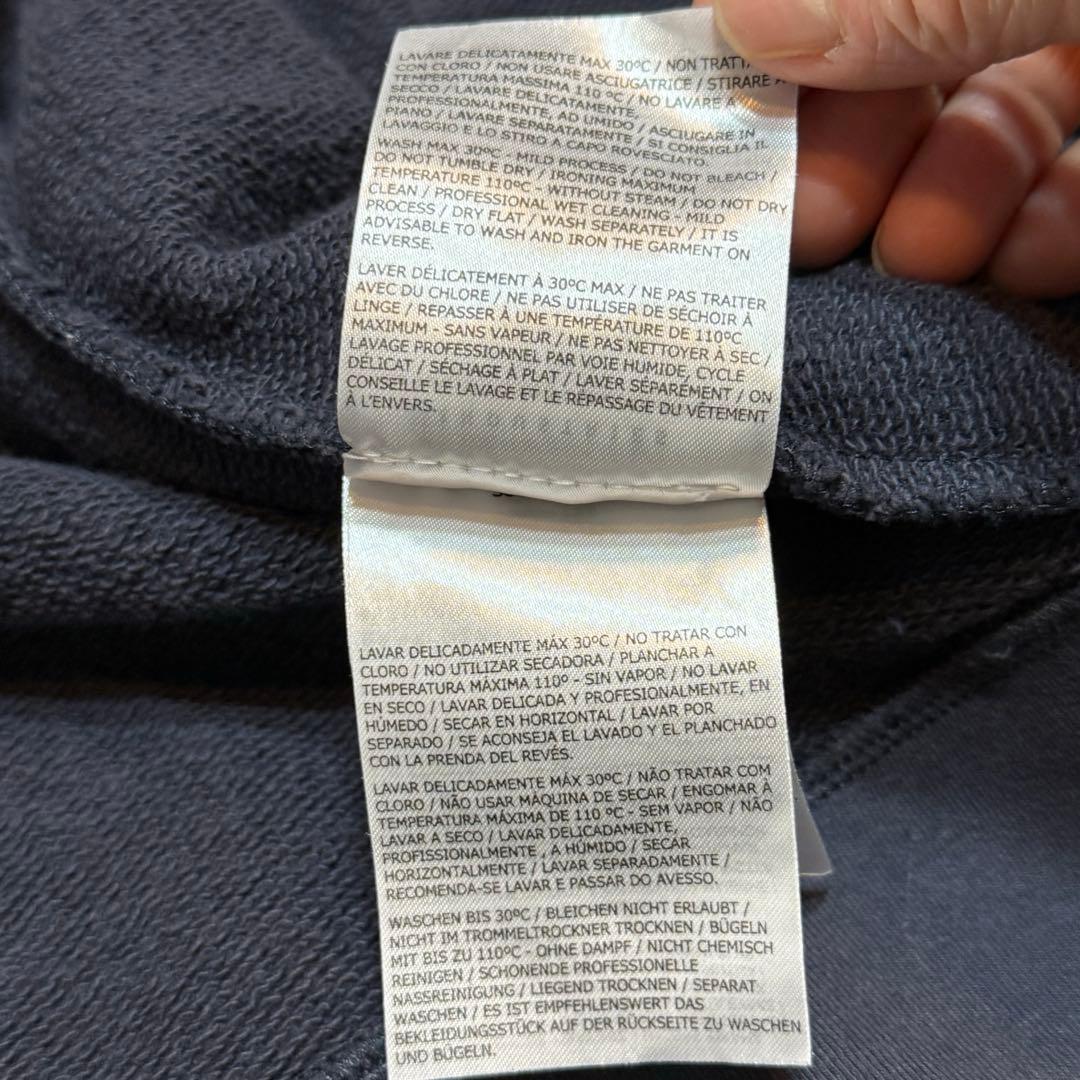 LAVARE DELICATAMENTE MAX 30ºC / NON
CON CLORO / NON USARE ASCIUGATRICE / STIRARE A
TEMPERATURA MASSIMA 110 ºC / NO LAVARE A
SECCO / LAVARE DELICATAMENTE,
PROFESSIONALMENTE, AD UMIDO / ASCIUGARE IN
PIANO / LAVARE SEPARATAMENTE / SI CONSIGLIA IL
LAVAGGIO E LO STIRO A CAPO ROVESCIATO.
WASH MAX 30ºC - MILD PROCESS / DO NOT BLEACH /
DO NOT TUMBLE DRY / IRONING MAXIMUM
TEMPERATURE 110ºC - WITHOUT STEAM / DO NOT DRY
CLEAN / PROFESSIONAL WET CLEANING - MILD
PROCESS / DRY FLAT / WASH SEPARATELY / IT IS
ADVISABLE TO WASH AND IRON THE GARMENT ON
REVERSE.
LAVER DÉLICATEMENT À 30ºC MAX / NE PAS TRAITER
AVEC DU CHLORE / NE PAS UTILISER DE SÉCHOIR À
LINGE / REPASSER À UNE TEMPÉRATURE DE 110ºC
MAXIMUM - SANS VAPEUR / NE PAS NETTOYER À SEC /
LAVAGE PROFESSIONNEL PAR VOIE HUMIDE, CYCLE
DÉLICAT / SÉCHAGE À PLAT / LAVER SÉPARÉMENT / ON
CONSEILLE LE LAVAGE ET LE REPASSAGE DU VÊTEMENT
À L'ENVERS.
LAVAR DELICADAMENTE MÁX 30ºC / NO TRATAR CON
CLORO / NO UTILIZAR SECADORA / PLANCHAR A
TEMPERATURA MÁXIMA 110º - SIN VAPOR / NO LAVAR
EN SECO / LAVAR DELICADA Y PROFESIONALMENTE, EN
HÚMEDO / SECAR EN HORIZONTAL / LAVAR POR
SEPARADO / SE ACONSEJA EL LAVADO Y EL PLANCHADO
CON LA PRENDA DEL REVÉS.
LAVAR DELICADAMENTE MÁX 30ºC / NÃO TRATAR COM
CLORO / NÃO USAR MÁQUINA DE SECAR / ENGOMAR À
TEMPERATURA MÁXIMA DE 110 ºC - SEM VAPOR / NÃO
LAVAR A SECO / LAVAR DELICADAMENTE,
PROFISSIONALMENTE , A HÚMIDO / SECAR
HORIZONTALMENTE / LAVAR SEPARADAMENTE /
RECOMENDA-SE LAVAR E PASSAR DO AVESSO.
WASCHEN BIS 30ºC / BLEICHEN NICHT ERLAUBT /
NICHT IM TROMMELTROCKNER TROCKNEN / BÜGELN
MIT BIS ZU 110ºC - OHNE DAMPF / NICHT CHEMISCH
REINIGEN / SCHONENDE PROFESSIONELLE
NASSREINIGUNG / LIEGEND TROCKNEN / SEPARAT
WASCHEN / ES IST EMPFEHLENSWERT DAS
BEKLEIDUNGSSTÜCK AUF DER RÜCKSEITE ZU WASCHEN
UND BÜGELN.